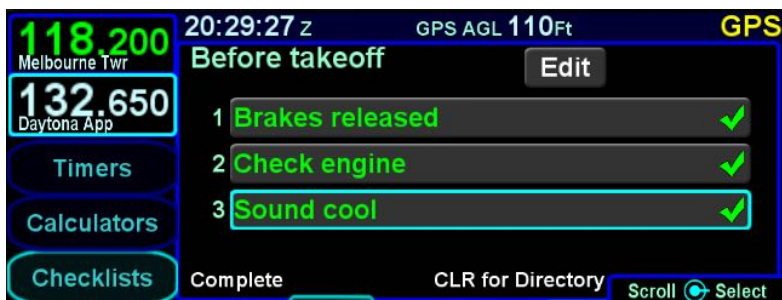 118.200
Melbourne Twr
132.650
Daytona App
Timers
Calculators
Checklists
20:29:27 Z GPS AGL 110Ft GPS
Before takeoff
Edit
1 Brakes released
2 Check engine
3 Sound cool
Complete CLR for Directory
Scroll Select